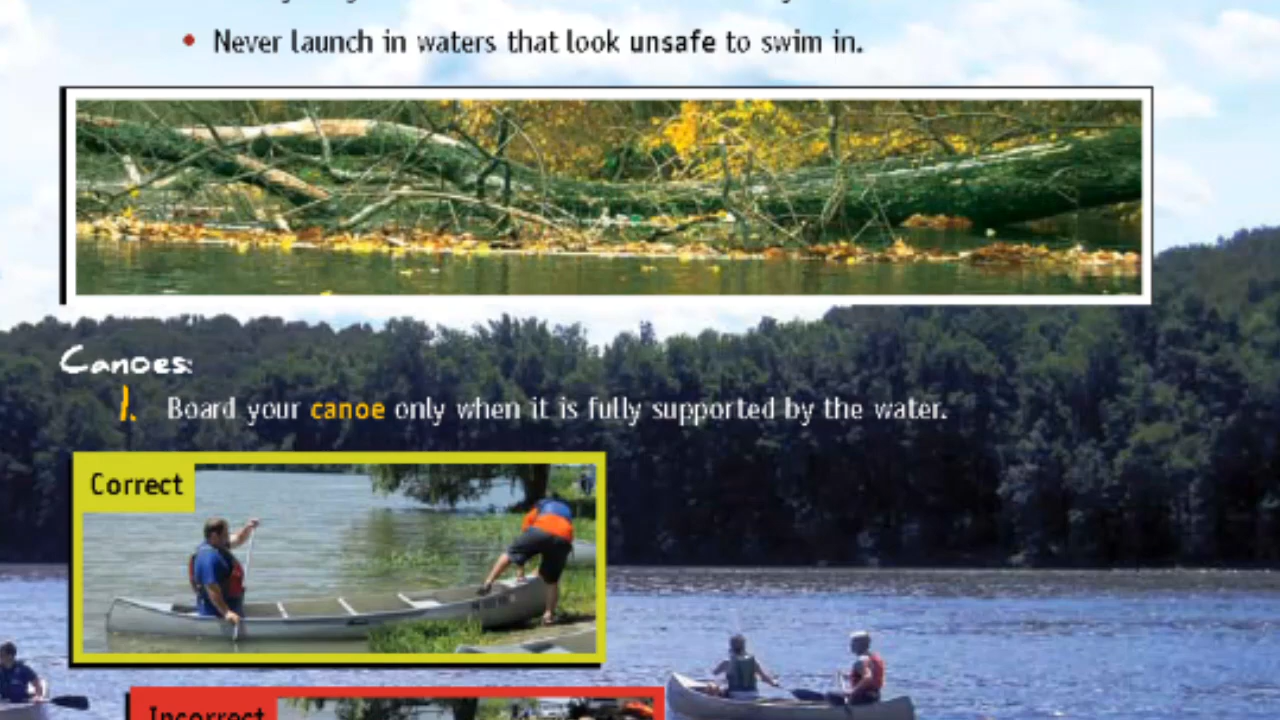 • Never launch in waters that look unsafe to swim in.
Canoes:
1. Board your canoe only when it is fully supported by the water.
Correct
Incorrect